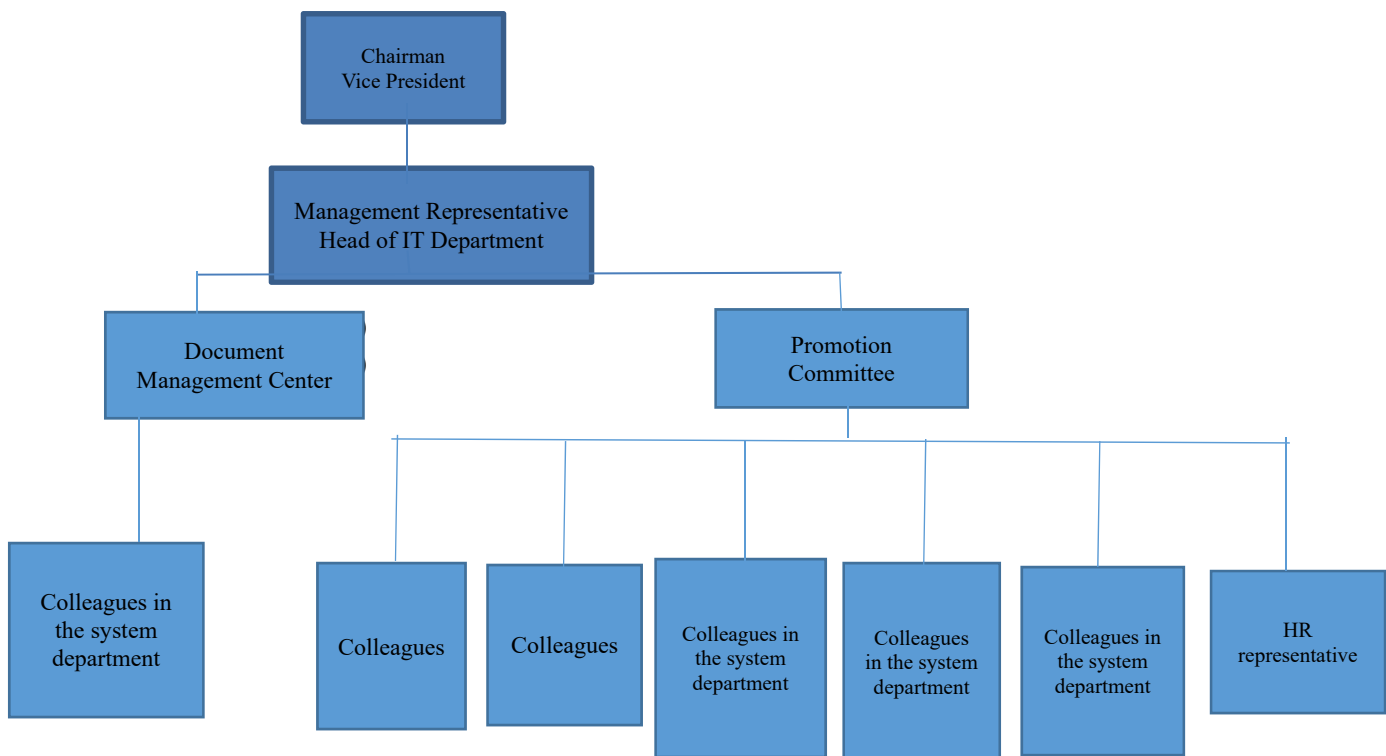 Chairman
Vice President
Management Representative
Head of IT Department
Document
Management Center
Promotion
Committee
Colleagues in
the system
department
Colleagues
Colleagues
Colleagues in
the system
department
Colleagues
in the system
department
Colleagues in
the system
department
HR
representative